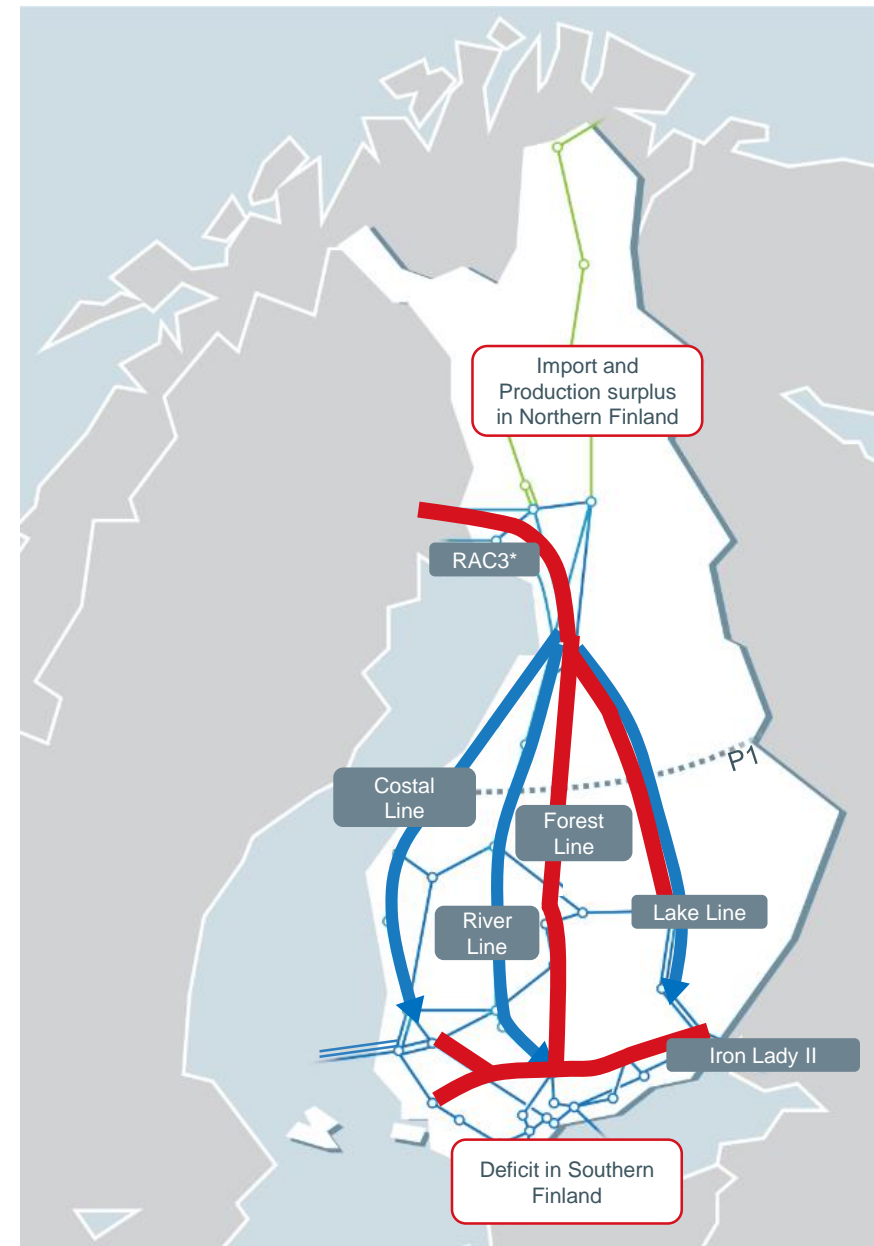 Import and
Production surplus
in Northern Finland
RAC3*
P1
Costal
Line
Forest
Line
River
Line
Lake Line
Iron Lady II
Deficit in Southern
Finland